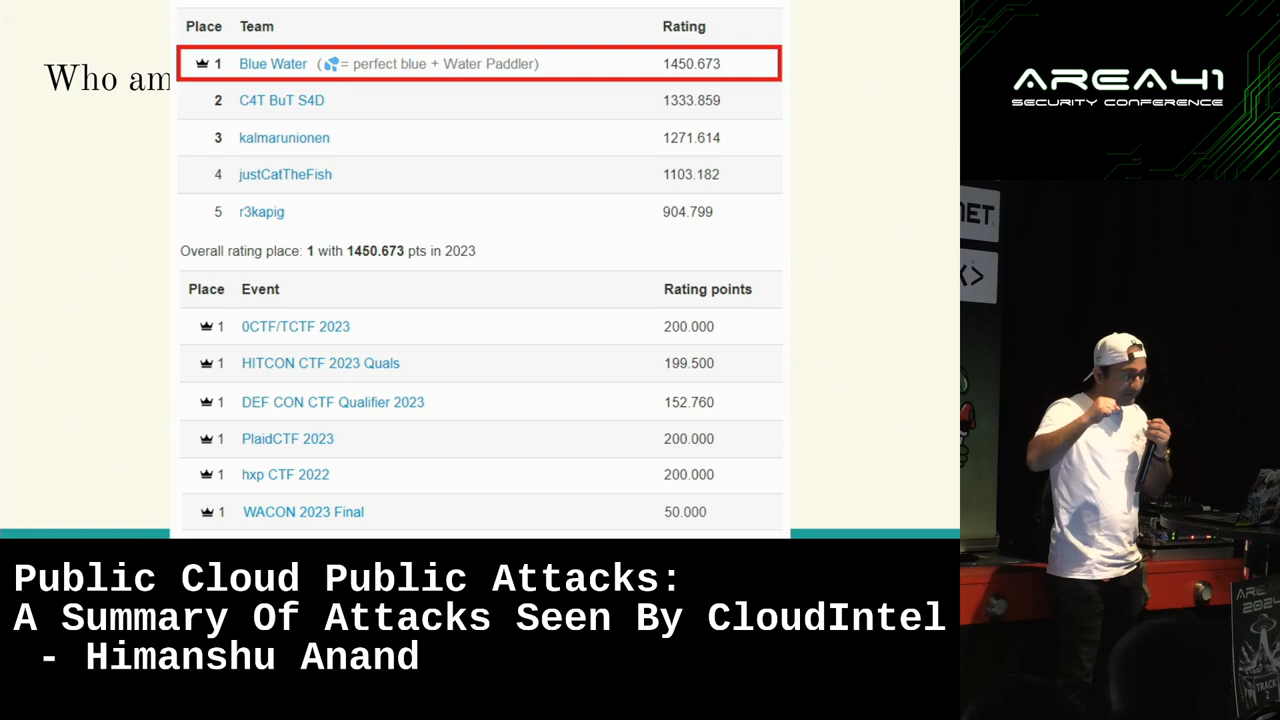 Who am
Place Team Rating
1 Blue Water (💦= perfect blue + Water Paddler) 1450.673
2 C4T BuT S4D 1333.859
3 kalmarunionen 1271.614
4 justCatTheFish 1103.182
5 r3kapig 904.799
Overall rating place: 1 with 1450.673 pts in 2023
Place Event Rating points
1 0CTF/TCTF 2023 200.000
1 HITCON CTF 2023 Quals 199.500
1 DEF CON CTF Qualifier 2023 152.760
1 PlaidCTF 2023 200.000
1 hxp CTF 2022 200.000
1 WACON 2023 Final 50.000
Public Cloud Public Attacks:
A Summary Of Attacks Seen By CloudIntel
- Himanshu Anand
AREA41
SECURITY CONFERENCE
NET
ARE
2024
TRACK
2